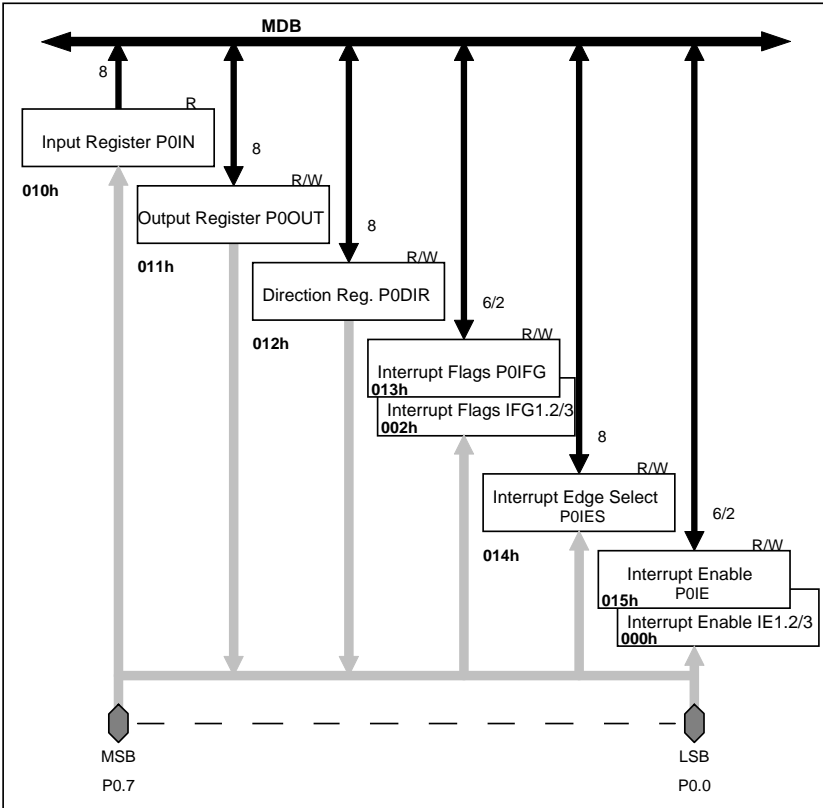 MDB
8
R
Input Register P0IN
010h
8
R/W
Output Register P0OUT
011h
8
R/W
Direction Reg. P0DIR
012h
6/2
R/W
Interrupt Flags P0IFG
013h
Interrupt Flags IFG1.2/3
002h
8
R/W
Interrupt Edge Select
P0IES
014h
6/2
R/W
Interrupt Enable
P0IE
015h
Interrupt Enable IE1.2/3
000h
MSB
LSB
P0.7
P0.0